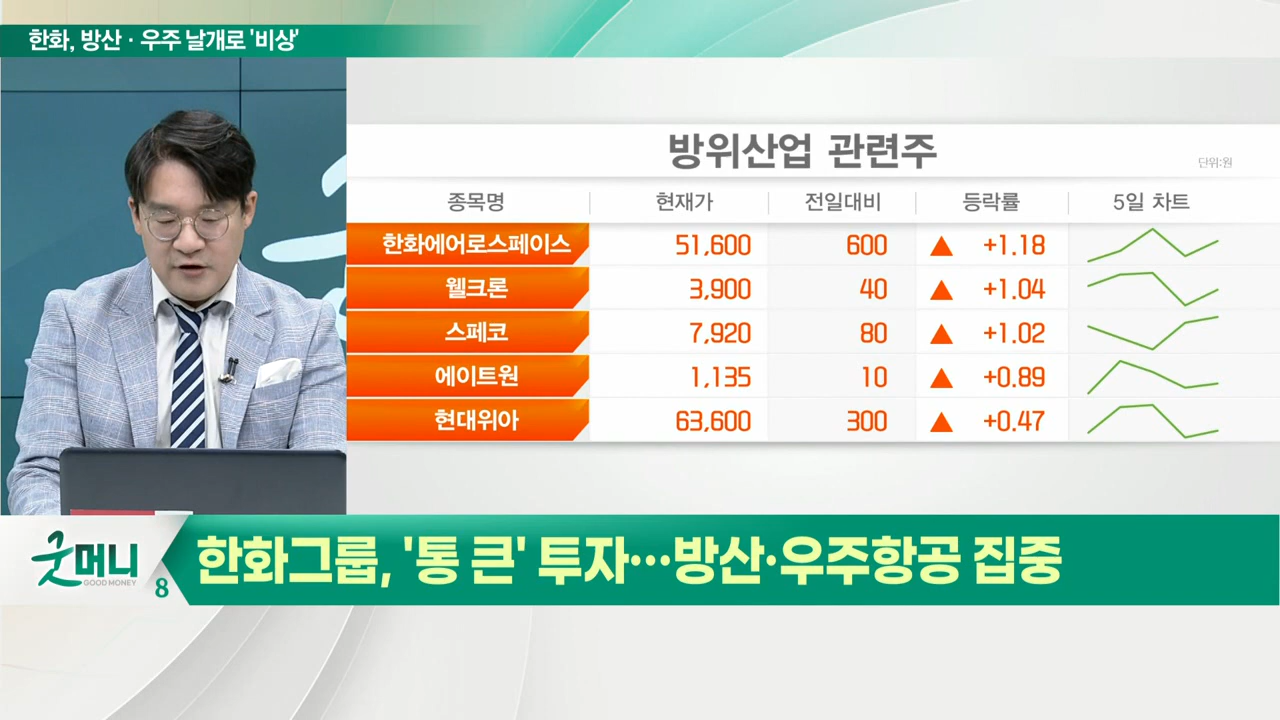 한화, 방산·우주 날개로 '비상'
방위산업 관련주
단위:원
종목명 현재가 전일대비 등락률 5일 차트
한화에어로스페이스 51,600 600 ▲ +1.18
웰크론 3,900 40 ▲ +1.04
스페코 7,920 80 ▲ +1.02
에이트원 1,135 10 ▲ +0.89
현대위아 63,600 300 ▲ +0.47
굿머니
GOOD MONEY
8
한화그룹, '통 큰' 투자…방산·우주항공 집중